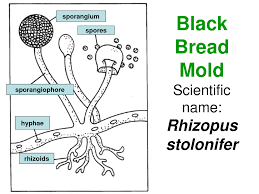 sporangium
spores
sporangiophore
hyphae
rhizoids
Black
Bread
Mold
Scientific
name:
Rhizopus
stolonifer